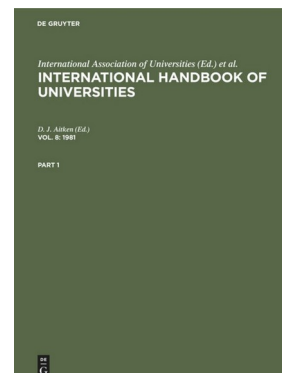 DE GRUYTER
International Association of Universities (Ed.) et al.
INTERNATIONAL HANDBOOK OF
UNIVERSITIES
D. J. Aitken (Ed.)
VOL. 8: 1981
PART 1
DE
G